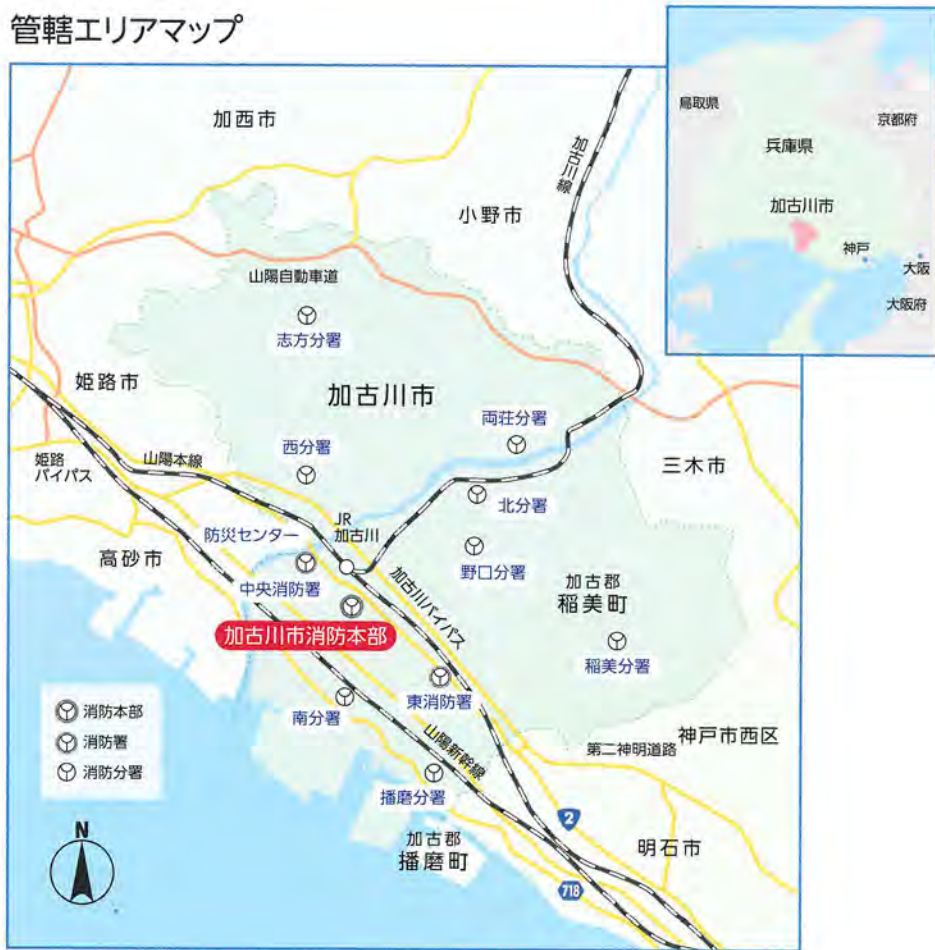 管轄エリアマップ
鳥取県
京都府
兵庫県
加古川市
神戸
大阪
大阪府
加西市
加古川線
小野市
山陽自動車道
志方分署
姫路市
加古川市
両荘分署
西分署
山陽本線
姫路
バイパス
三木市
北分署
JR
加古川
防災センター
高砂市
野口分署
中央消防署
加古川バイパス
加古郡
稲美町
加古川市消防本部
稲美分署
東消防署
南分署
消防本部
消防署
消防分署
山陽新幹線
第二神明道路
神戸市西区
播磨分署
2
加古郡
播磨町
明石市
718
N